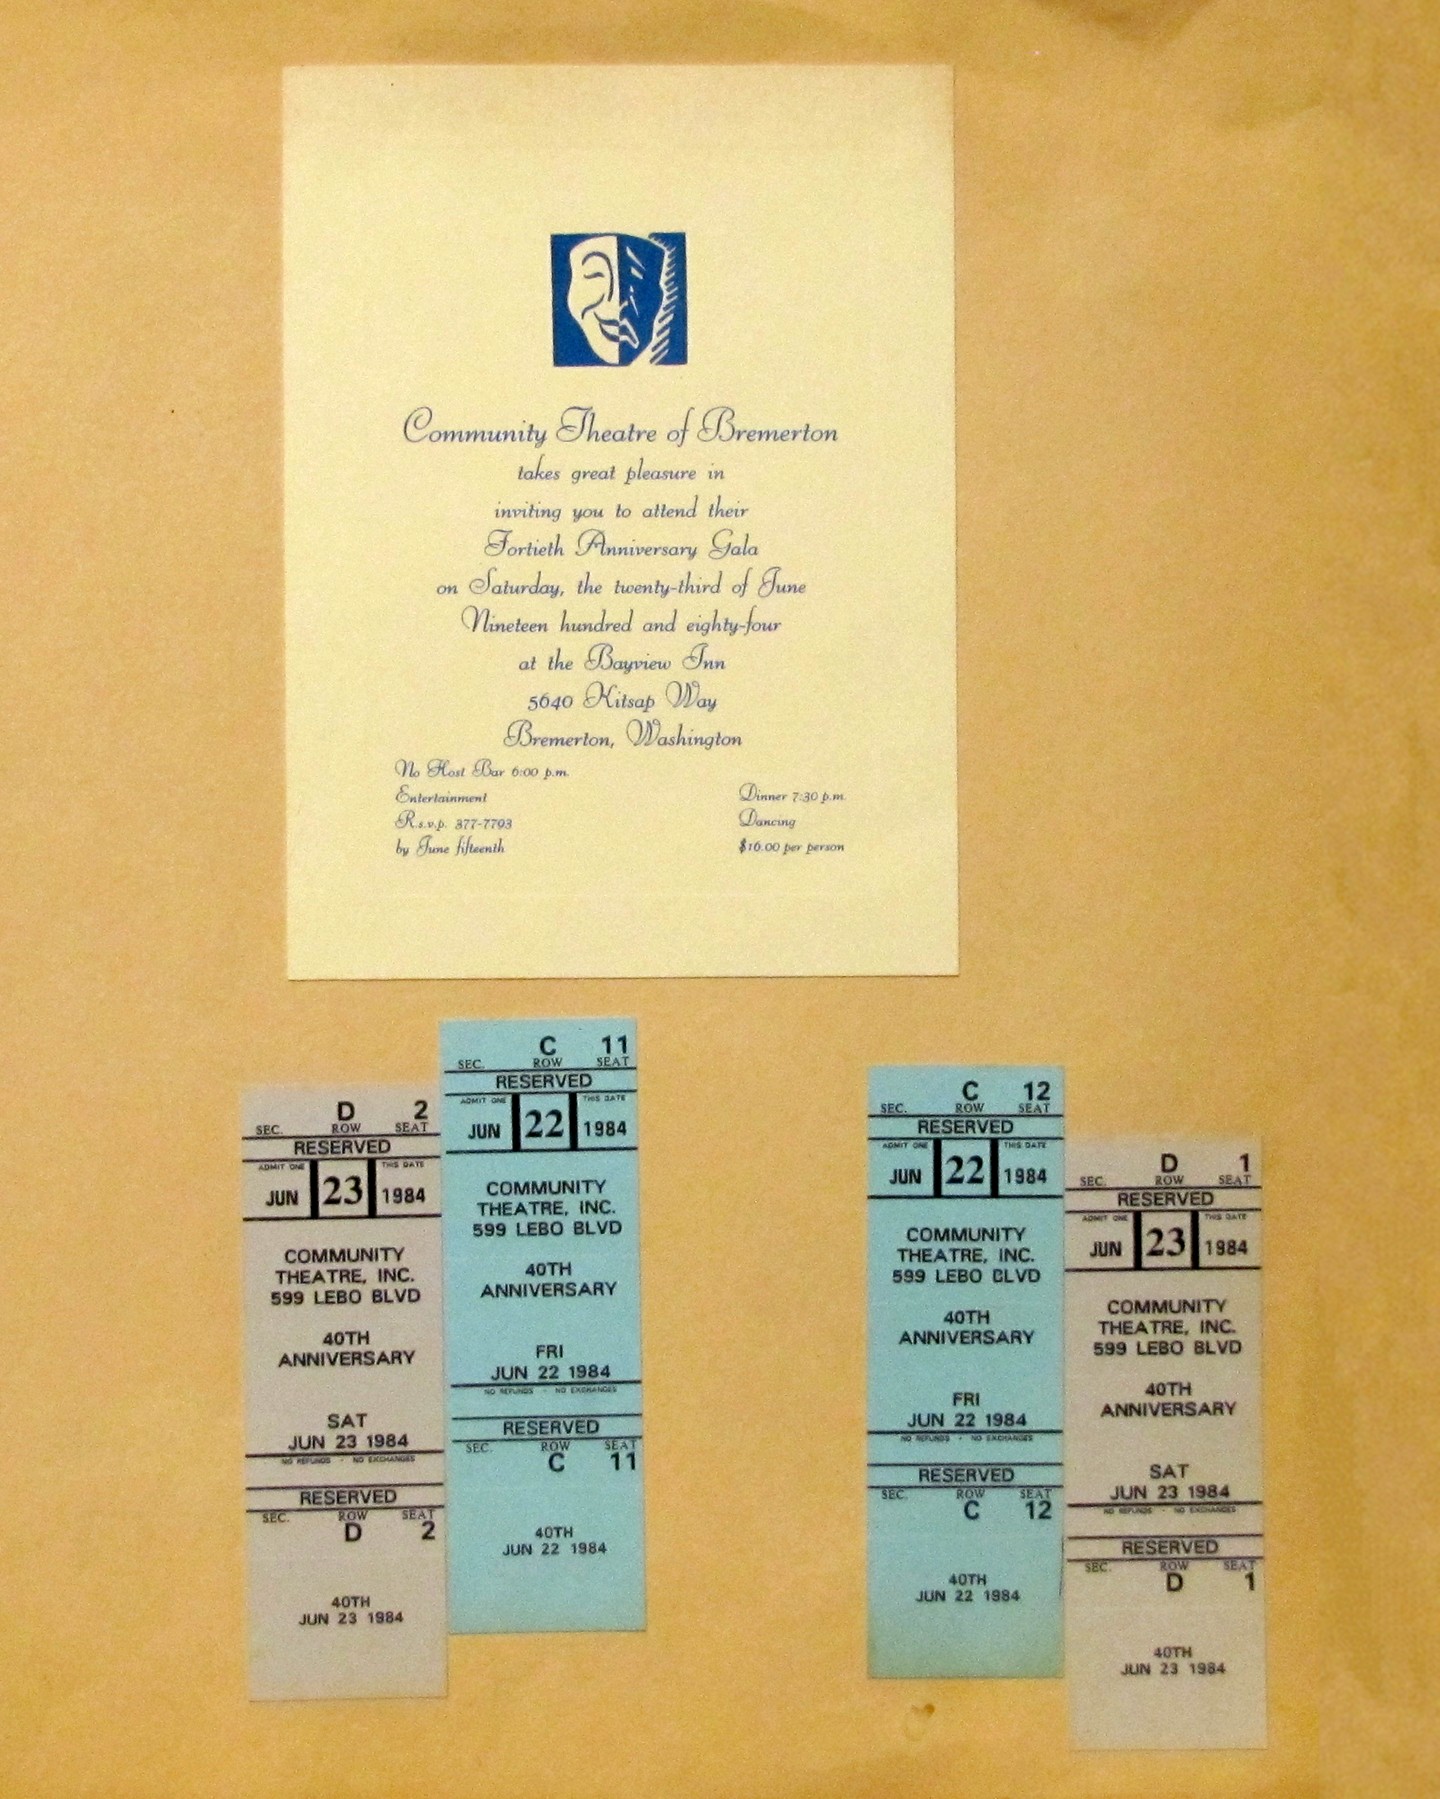 Community Theatre of Bremerton
takes great pleasure in
inviting you to attend their
Fortieth Anniversary Gala
on Saturday, the twenty-third of June
Nineteen hundred and eighty-four
at the Bayview Inn
5640 Kitsap Way
Bremerton, Washington
No Host Bar 6:00 p.m.
Entertainment
R.s.v.p. 377-7793
by June fifteenth
Dinner 7:30 p.m.
Dancing
$16.00 per person
D 2
SEC. ROW SEAT
RESERVED
ADMIT ONE THIS DATE
JUN 23 1984
COMMUNITY
THEATRE, INC.
599 LEBO BLVD
40TH
ANNIVERSARY
SAT
JUN 23 1984
NO REFUNDS - NO EXCHANGES
RESERVED
SEC. ROW SEAT
D 2
40TH
JUN 23 1984
C 11
SEC. ROW SEAT
RESERVED
ADMIT ONE THIS DATE
JUN 22 1984
COMMUNITY
THEATRE, INC.
599 LEBO BLVD
40TH
ANNIVERSARY
FRI
JUN 22 1984
NO REFUNDS - NO EXCHANGES
RESERVED
SEC. ROW SEAT
C 11
40TH
JUN 22 1984
C 12
SEC. ROW SEAT
RESERVED
ADMIT ONE THIS DATE
JUN 22 1984
COMMUNITY
THEATRE, INC.
599 LEBO BLVD
40TH
ANNIVERSARY
FRI
JUN 22 1984
NO REFUNDS - NO EXCHANGES
RESERVED
SEC. ROW SEAT
C 12
40TH
JUN 22 1984
D 1
SEC. ROW SEAT
RESERVED
ADMIT ONE THIS DATE
JUN 23 1984
COMMUNITY
THEATRE, INC.
599 LEBO BLVD
40TH
ANNIVERSARY
SAT
JUN 23 1984
NO REFUNDS - NO EXCHANGES
RESERVED
SEC. ROW SEAT
D 1
40TH
JUN 23 1984